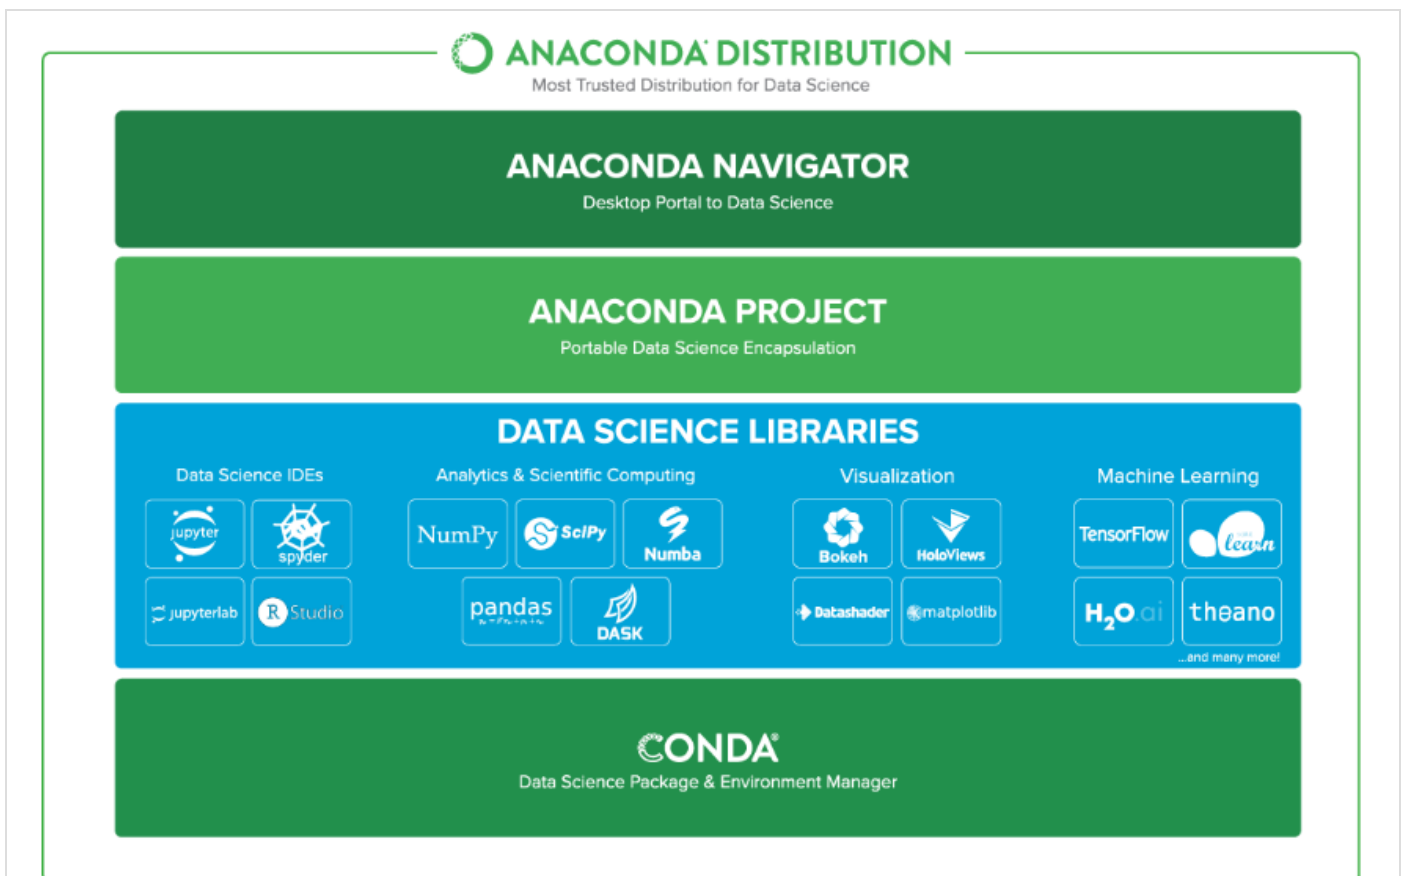 ANACONDA® DISTRIBUTION
Most Trusted Distribution for Data Science
ANACONDA NAVIGATOR
Desktop Portal to Data Science
ANACONDA PROJECT
Portable Data Science Encapsulation
DATA SCIENCE LIBRARIES
Data Science IDEs
jupyter
spyder
jupyterlab
R Studio
Analytics & Scientific Computing
NumPy
SciPy
Numba
pandas
DASK
Visualization
Bokeh
HoloViews
Datashader
matplotlib
Machine Learning
TensorFlow
learn
H2O.ai
theano
...and many more!
CONDA®
Data Science Package & Environment Manager